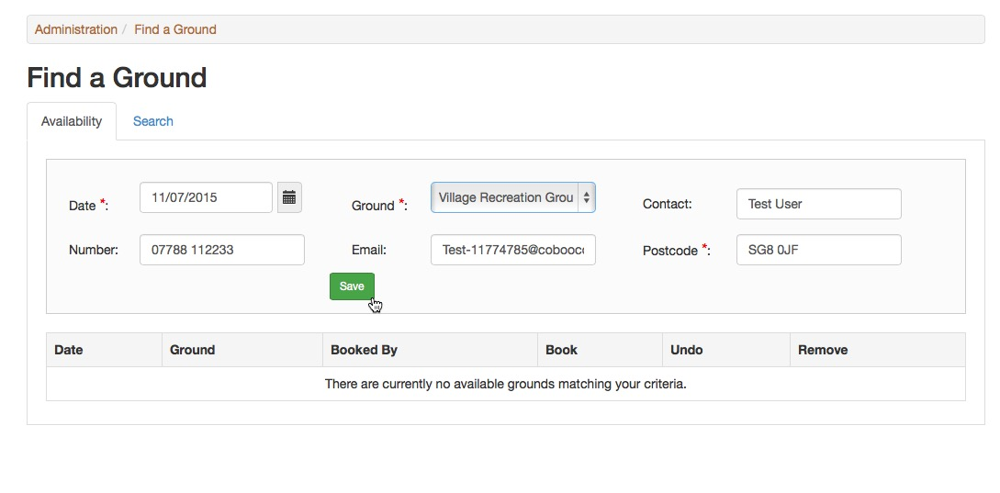 Administration / Find a Ground
Find a Ground
Availability Search
Date *: 11/07/2015 Ground *: Village Recreation Grou Contact: Test User
Number: 07788 112233 Email: Test-11774785@cobooc Postcode *: SG8 0JF
Save
Date Ground Booked By Book Undo Remove
There are currently no available grounds matching your criteria.